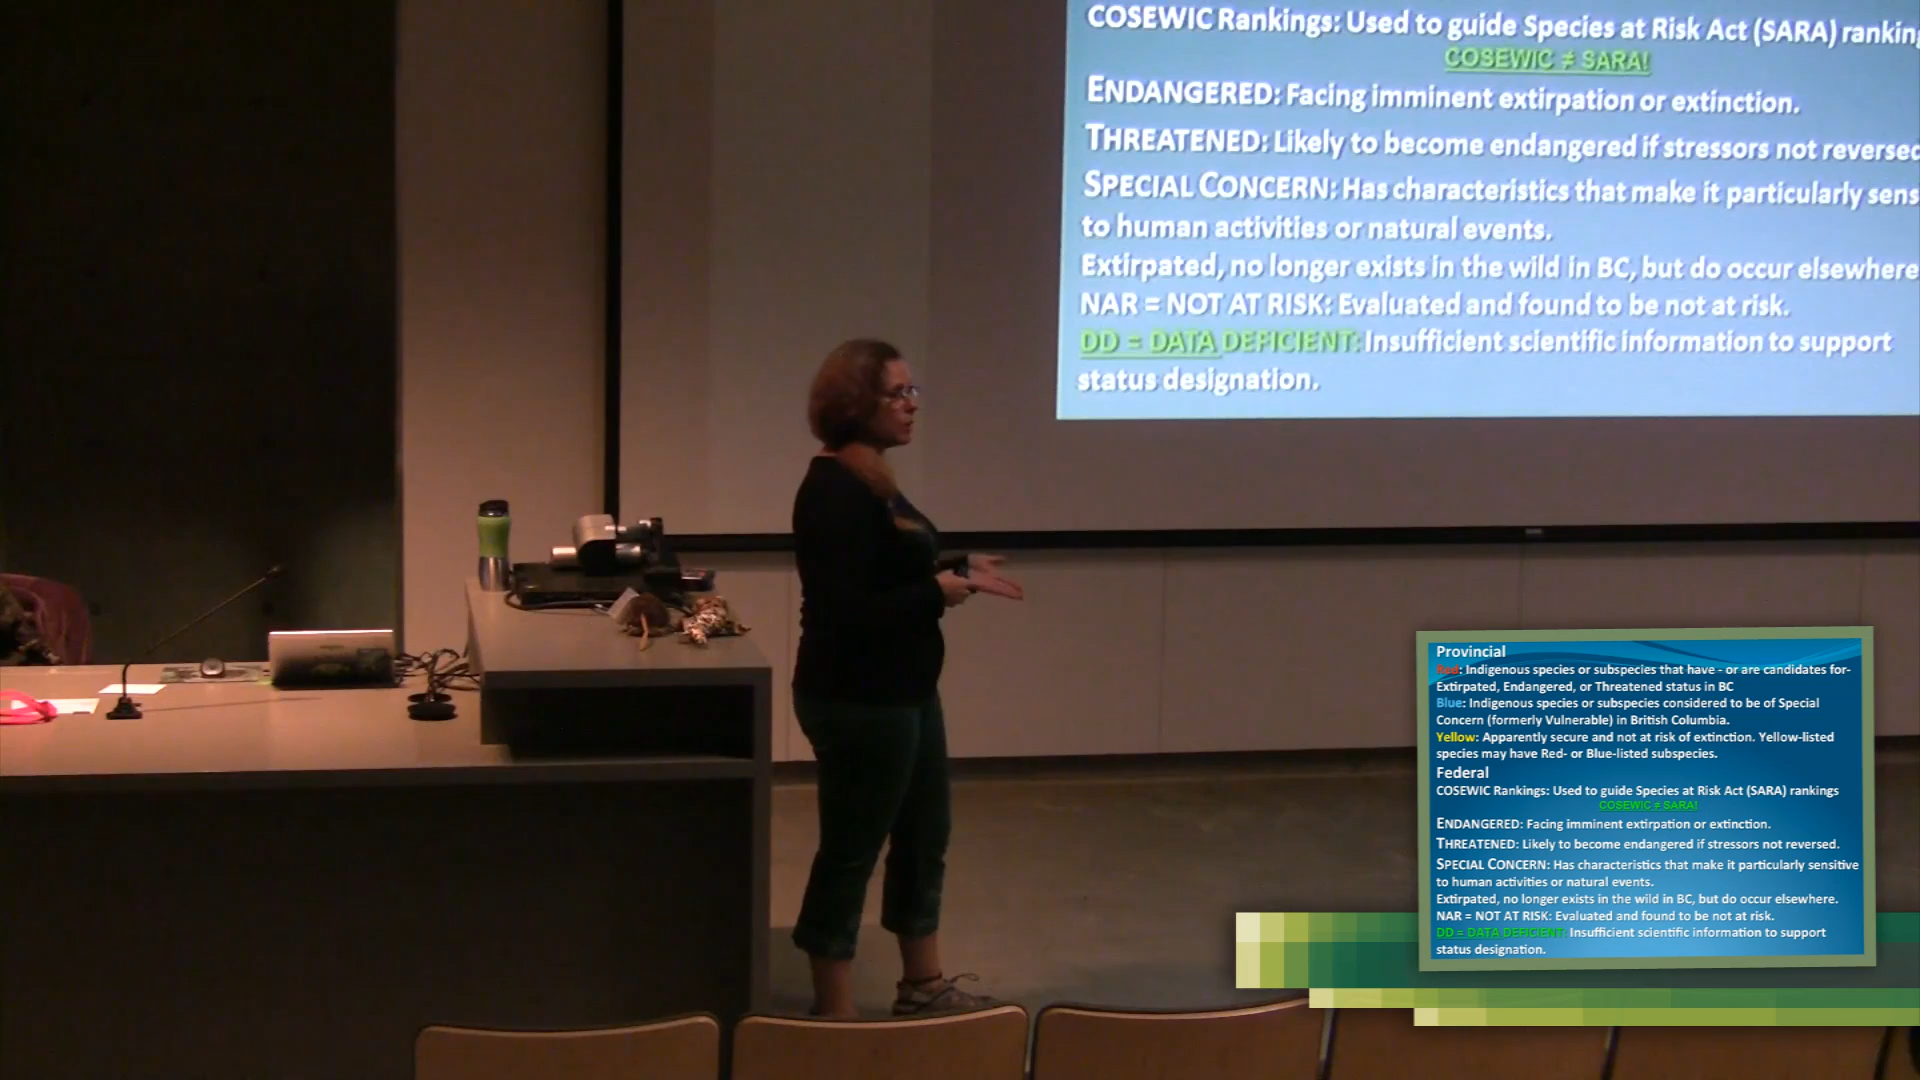 COSEWIC Rankings: Used to guide Species at Risk Act (SARA) ranking
COSEWIC ≠ SARA!
ENDANGERED: Facing imminent extirpation or extinction.
THREATENED: Likely to become endangered if stressors not reversed
SPECIAL CONCERN: Has characteristics that make it particularly sens
to human activities or natural events.
Extirpated, no longer exists in the wild in BC, but do occur elsewhere
NAR = NOT AT RISK: Evaluated and found to be not at risk.
DD = DATA DEFICIENT: Insufficient scientific information to support
status designation.
Provincial
Red: Indigenous species or subspecies that have - or are candidates for-
Extirpated, Endangered, or Threatened status in BC
Blue: Indigenous species or subspecies considered to be of Special
Concern (formerly Vulnerable) in British Columbia.
Yellow: Apparently secure and not at risk of extinction. Yellow-listed
species may have Red- or Blue-listed subspecies.
Federal
COSEWIC Rankings: Used to guide Species at Risk Act (SARA) rankings
COSEWIC ≠ SARA!
ENDANGERED: Facing imminent extirpation or extinction.
THREATENED: Likely to become endangered if stressors not reversed.
SPECIAL CONCERN: Has characteristics that make it particularly sensitive
to human activities or natural events.
Extirpated, no longer exists in the wild in BC, but do occur elsewhere.
NAR = NOT AT RISK: Evaluated and found to be not at risk.
DD = DATA DEFICIENT: Insufficient scientific information to support
status designation.